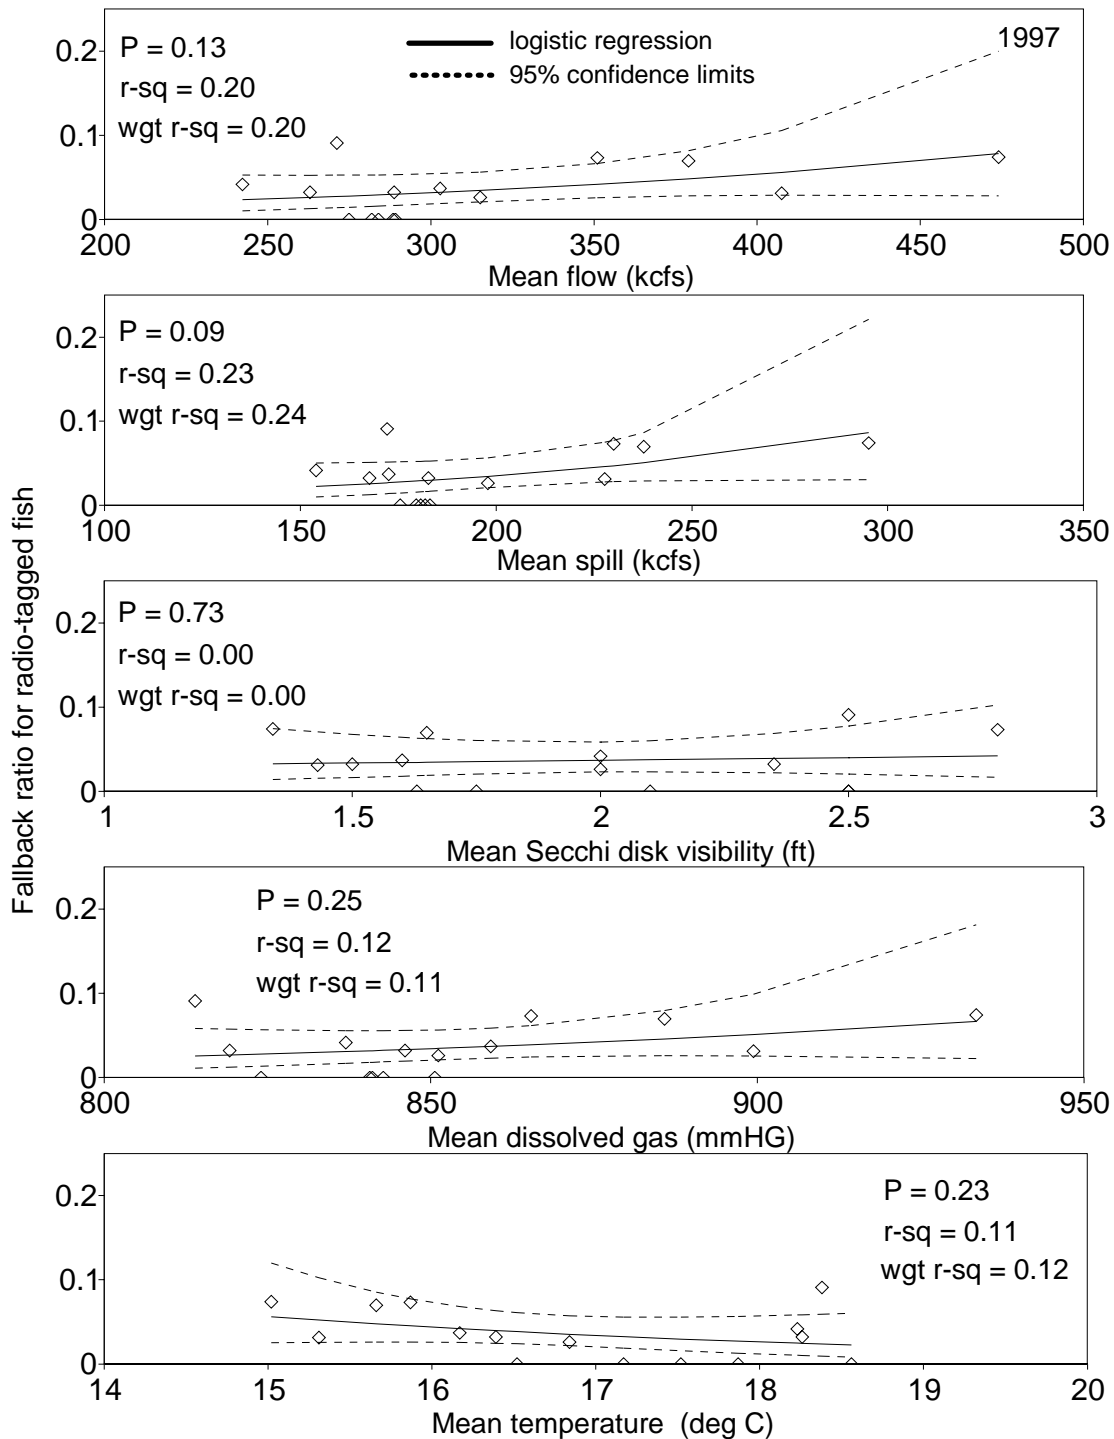 Fallback ratio for radio-tagged fish
0.2
0.1
0
P = 0.13
r-sq = 0.20
wgt r-sq = 0.20
logistic regression
95% confidence limits
1997
200 250 300 350 400 450 500
Mean flow (kcfs)
0.2
0.1
0
P = 0.09
r-sq = 0.23
wgt r-sq = 0.24
100 150 200 250 300 350
Mean spill (kcfs)
0.2
0.1
0
P = 0.73
r-sq = 0.00
wgt r-sq = 0.00
1 1.5 2 2.5 3
Mean Secchi disk visibility (ft)
0.2
0.1
0
P = 0.25
r-sq = 0.12
wgt r-sq = 0.11
800 850 900 950
Mean dissolved gas (mmHG)
0.2
0.1
0
P = 0.23
r-sq = 0.11
wgt r-sq = 0.12
14 15 16 17 18 19 20
Mean temperature (deg C)